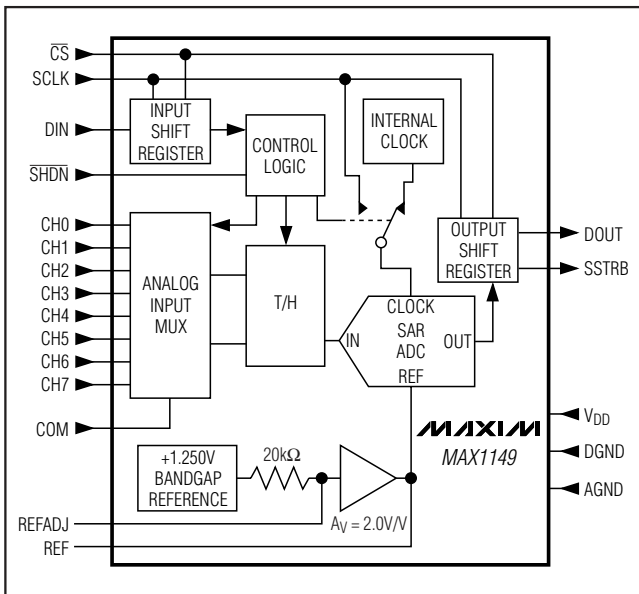 CS
SCLK
DIN
SHDN
CH0
CH1
CH2
CH3
CH4
CH5
CH6
CH7
COM
REFADJ
REF
INPUT
SHIFT
REGISTER
CONTROL
LOGIC
INTERNAL
CLOCK
ANALOG
INPUT
MUX
T/H
CLOCK
IN
SAR
ADC
OUT
REF
OUTPUT
SHIFT
REGISTER
DOUT
SSTRB
+1.250V
BANDGAP
REFERENCE
20kΩ
AV = 2.0V/V
MAXIM
MAX1149
VDD
DGND
AGND